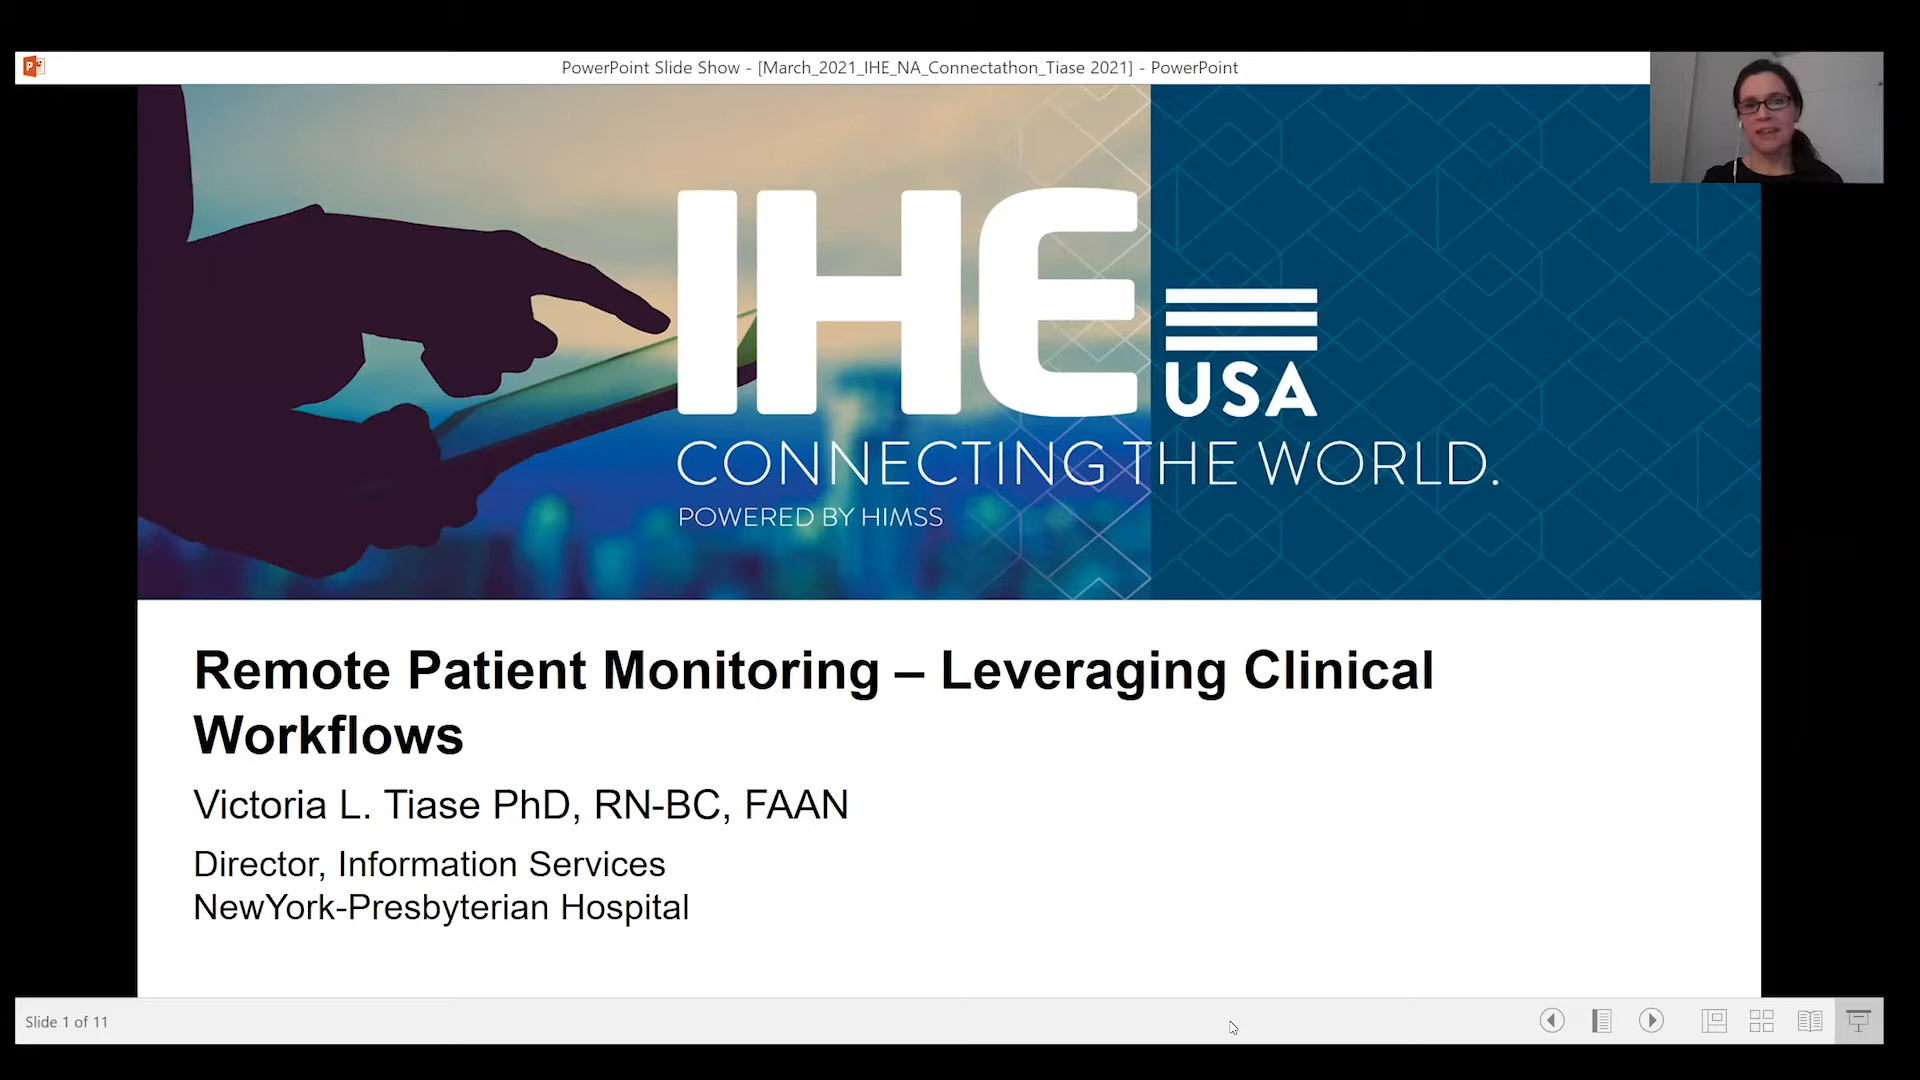 PowerPoint Slide Show - [March_2021_IHE_NA_Connectathon_Tiase 2021] - PowerPoint
IHE
USA
CONNECTING THE WORLD.
POWERED BY HIMSS
Remote Patient Monitoring – Leveraging Clinical
Workflows
Victoria L. Tiase PhD, RN-BC, FAAN
Director, Information Services
NewYork-Presbyterian Hospital
Slide 1 of 11